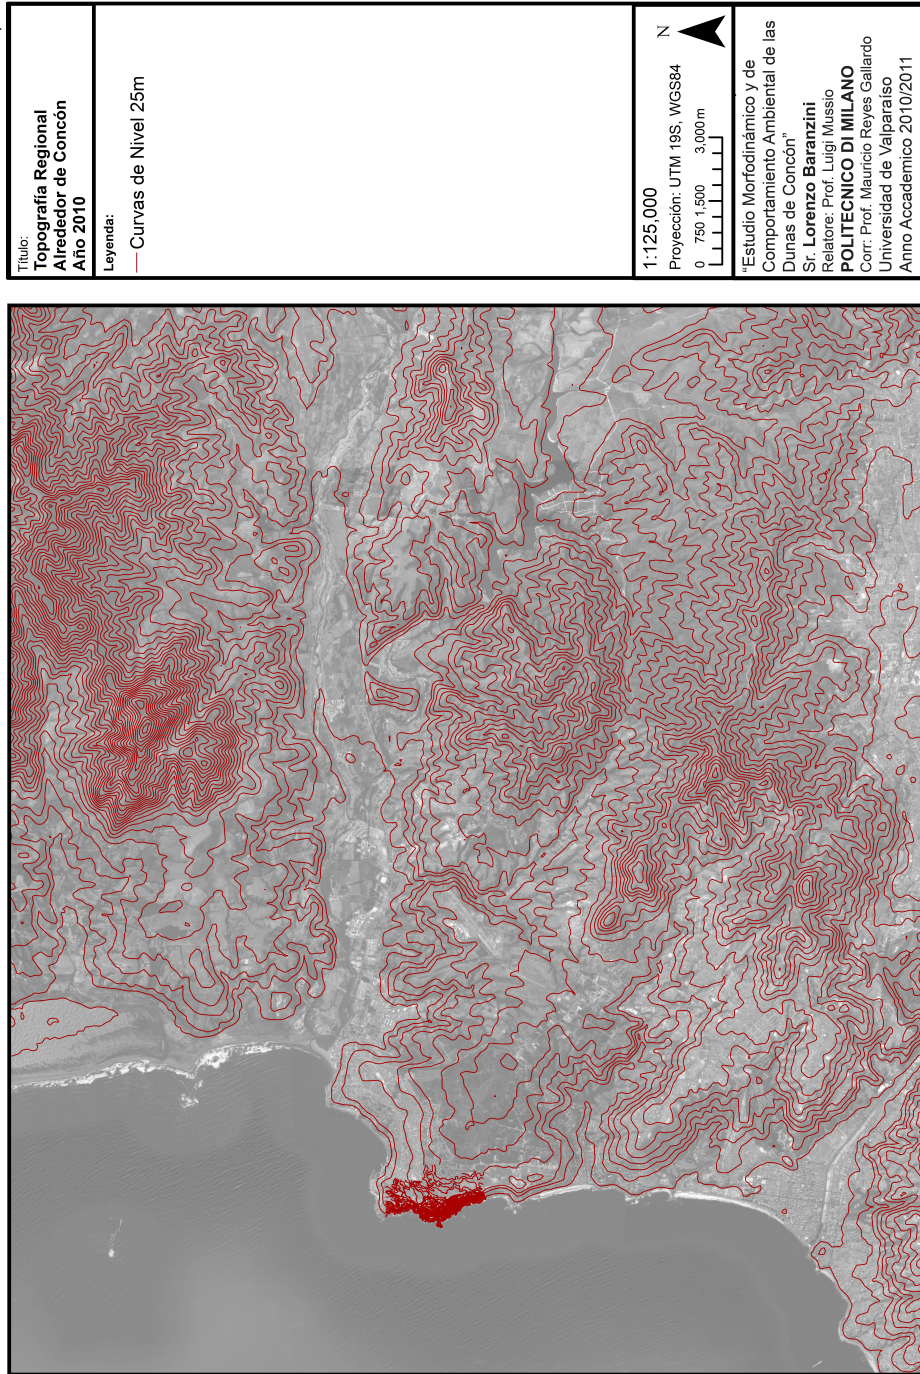 Título:
Topografía Regional
Alrededor de Concón
Año 2010
Leyenda:
Curvas de Nivel 25m
1:125,000
Proyección: UTM 19S, WGS84
0 750 1,500 3,000 m
N
"Estudio Morfodinámico y de
Comportamiento Ambiental de las
Dunas de Concón"
Sr. Lorenzo Baranzini
Relatore: Prof. Luigi Mussio
POLITECNICO DI MILANO
Corr: Prof. Mauricio Reyes Gallardo
Universidad de Valparaíso
Anno Accademico 2010/2011